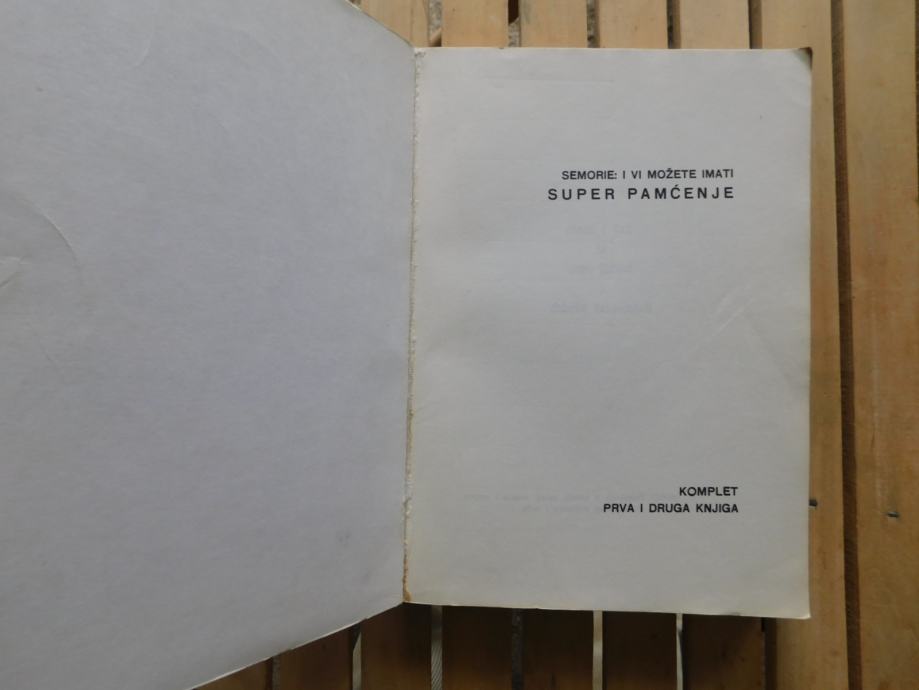 SEMORIE: I VI MOŽETE IMATI
SUPER PAMĆENJE
KOMPLET
PRVA I DRUGA KNJIGA